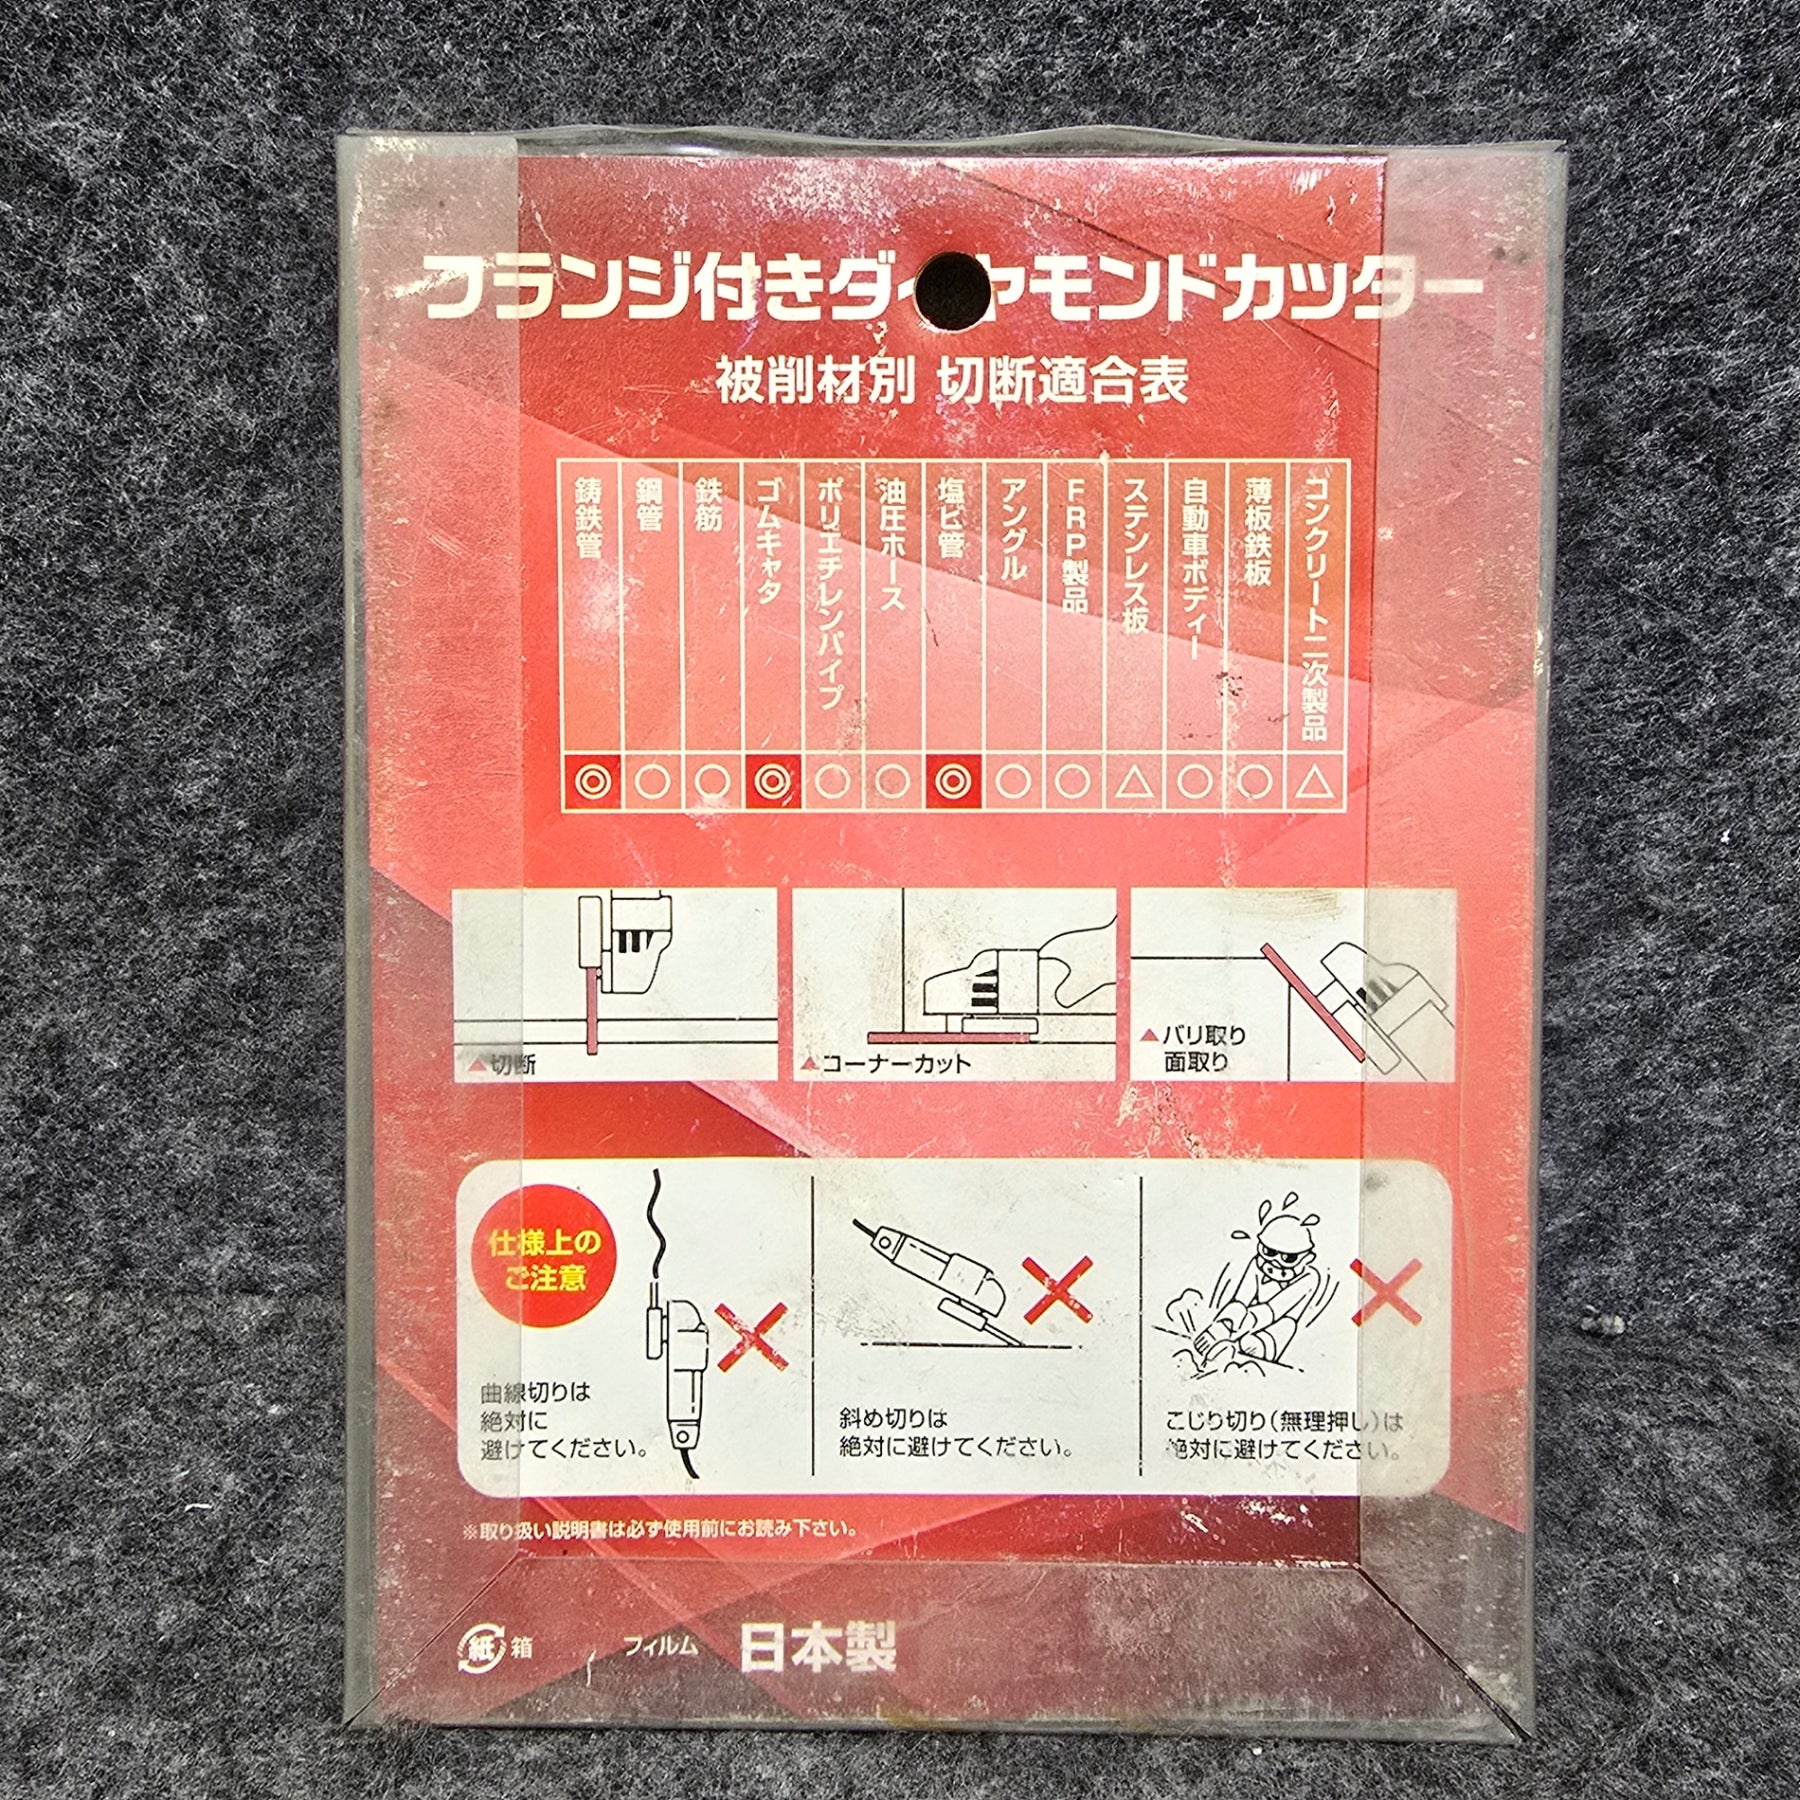 フランジ付きダイヤモンドカッター
被削材別 切断適合表
鋳鉄管
鋼管
鉄筋
ゴムキャタ
ポリエチレンパイプ
油圧ホース
塩ビ管
アングル
FRP製品
ステンレス板
自動車ボディー
薄板鉄板
コンクリート二次製品
◎ ○ ○ ◎ ○ ○ ◎ ○ ○ △ ○ ○ △
▲切断
▲コーナーカット
▲バリ取り
面取り
仕様上の
ご注意
曲線切りは
絶対に
避けてください。
斜め切りは
絶対に避けてください。
こじり切り(無理押し)は
絶対に避けてください。
※取り扱い説明書は必ず使用前にお読み下さい。
紙 箱 フィルム 日本製